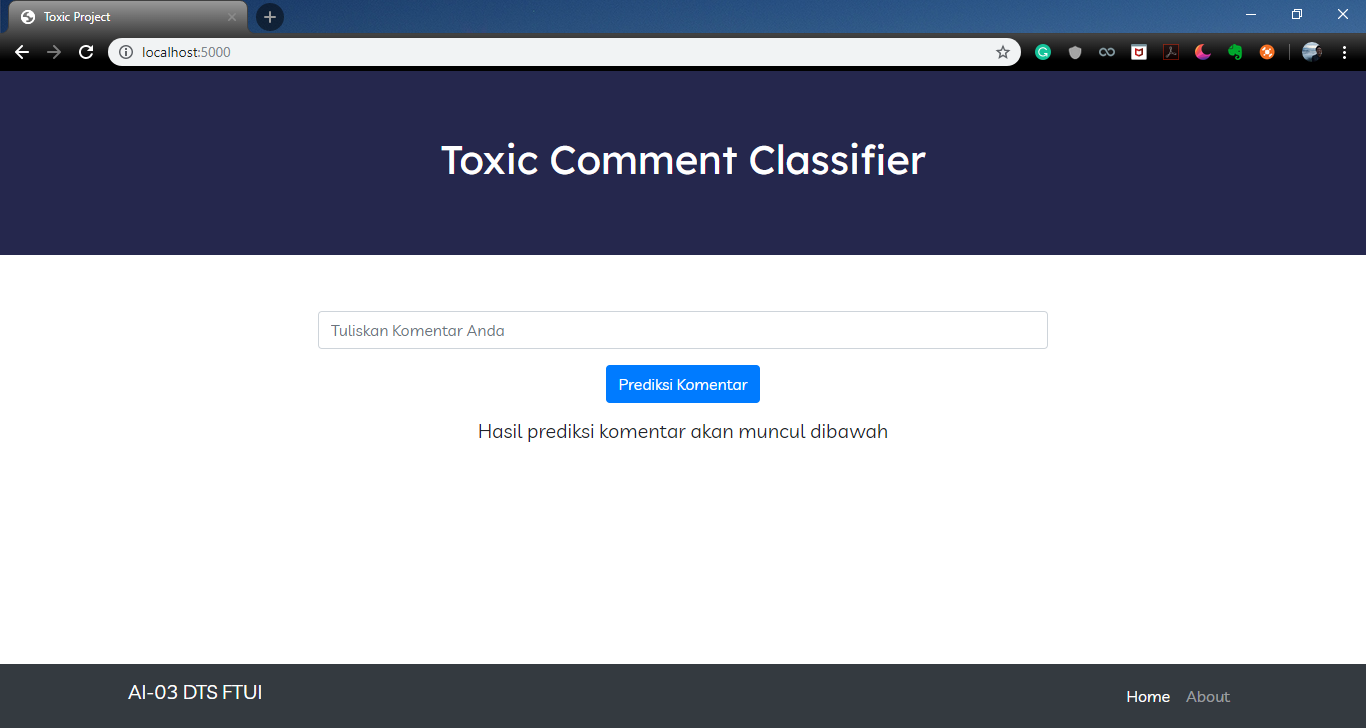 Toxic Project
localhost:5000
Toxic Comment Classifier
Tuliskan Komentar Anda
Prediksi Komentar
Hasil prediksi komentar akan muncul dibawah
AI-03 DTS FTUI
Home About